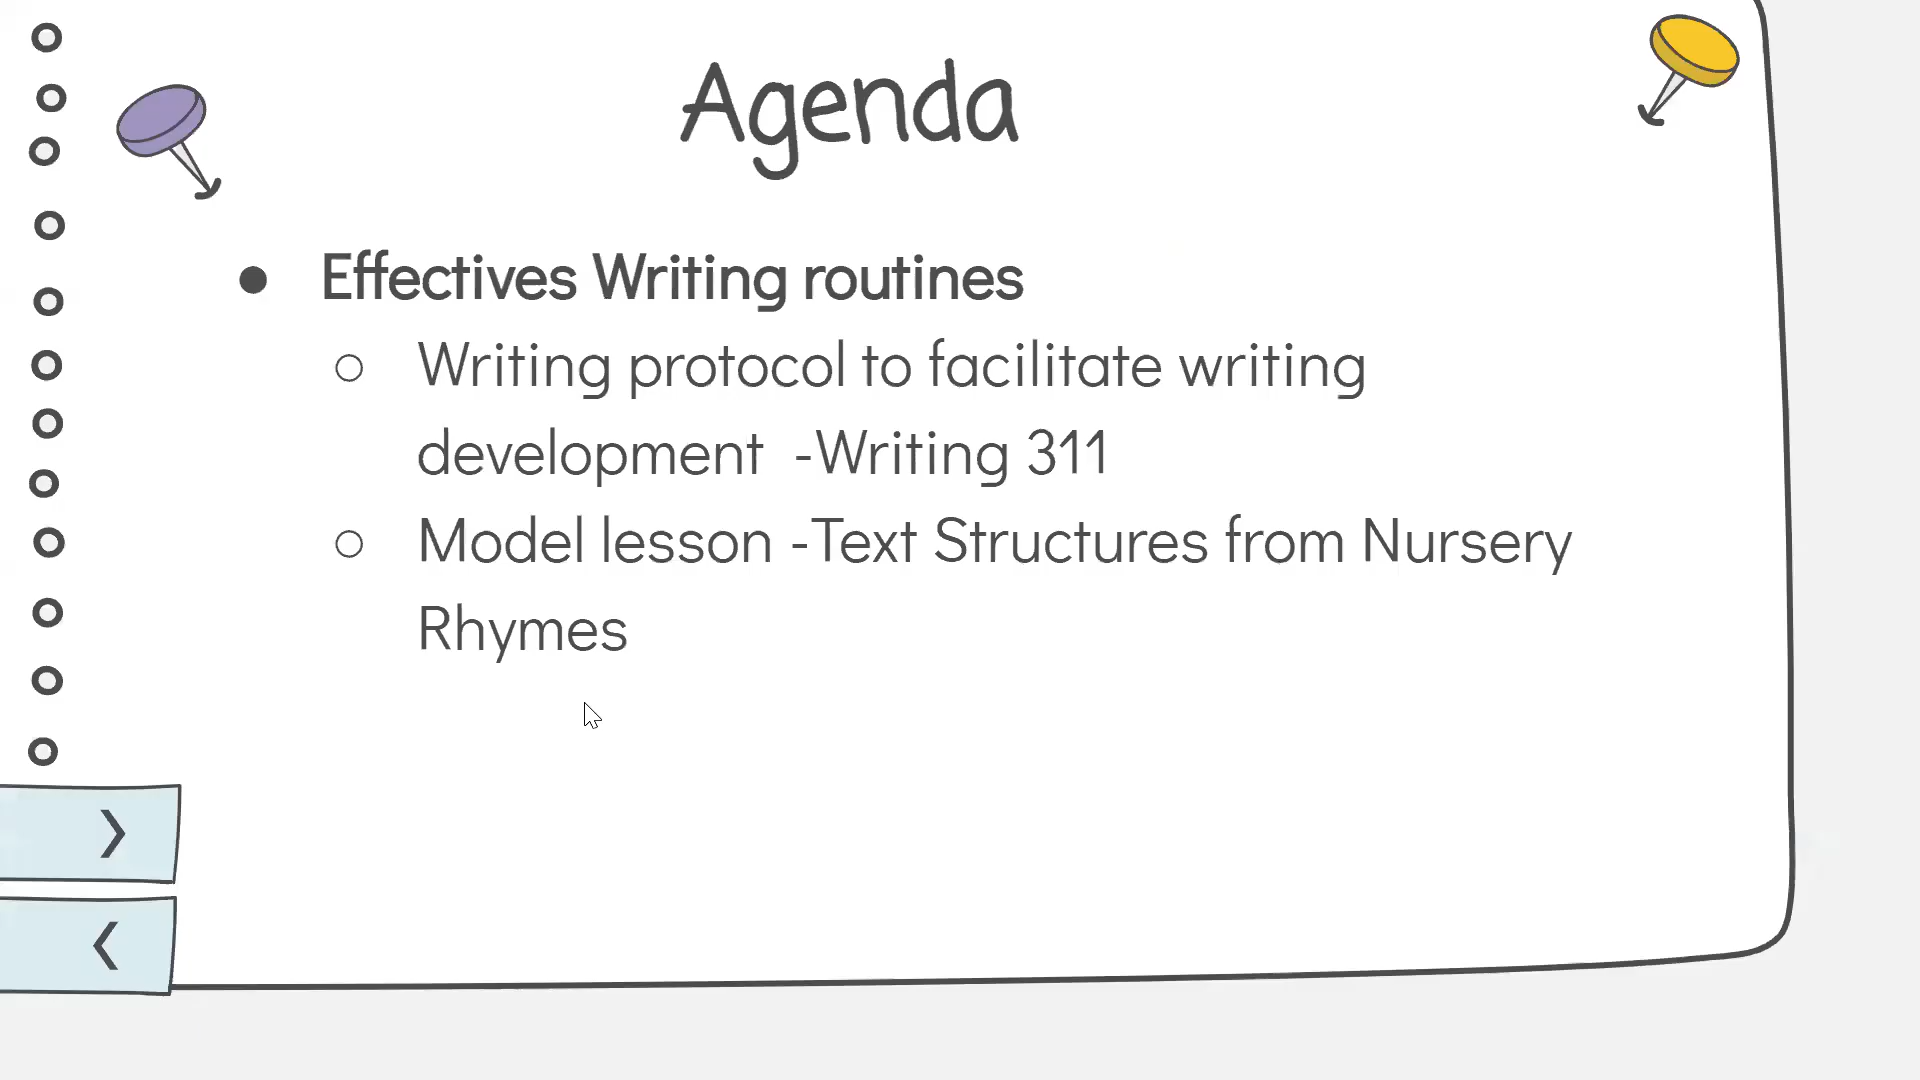 Agenda
● Effectives Writing routines
○ Writing protocol to facilitate writing
development -Writing 311
○ Model lesson -Text Structures from Nursery
Rhymes